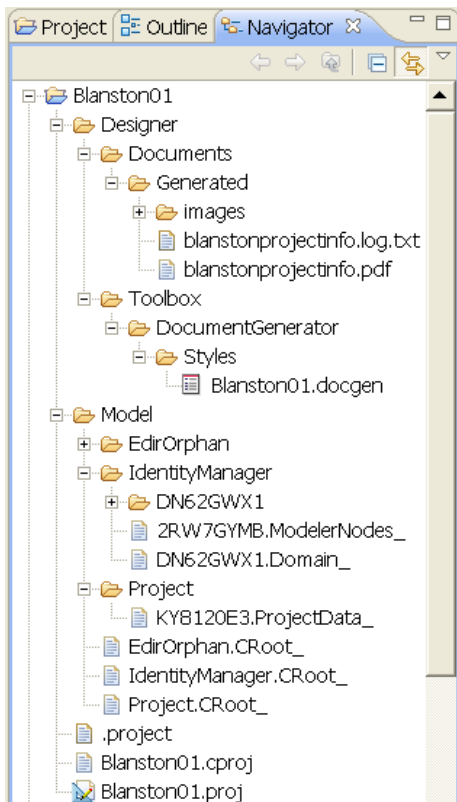 Project Outline Navigator
Blanston01
Designer
Documents
Generated
images
blanstonprojectinfo.log.txt
blanstonprojectinfo.pdf
Toolbox
DocumentGenerator
Styles
Blanston01.docgen
Model
EdirOrphan
IdentityManager
DN62GWX1
2RW7GYMB.ModelerNodes_
DN62GWX1.Domain_
Project
KY8120E3.ProjectData_
EdirOrphan.CRoot_
IdentityManager.CRoot_
Project.CRoot_
.project
Blanston01.cproj
Blanston01.proj